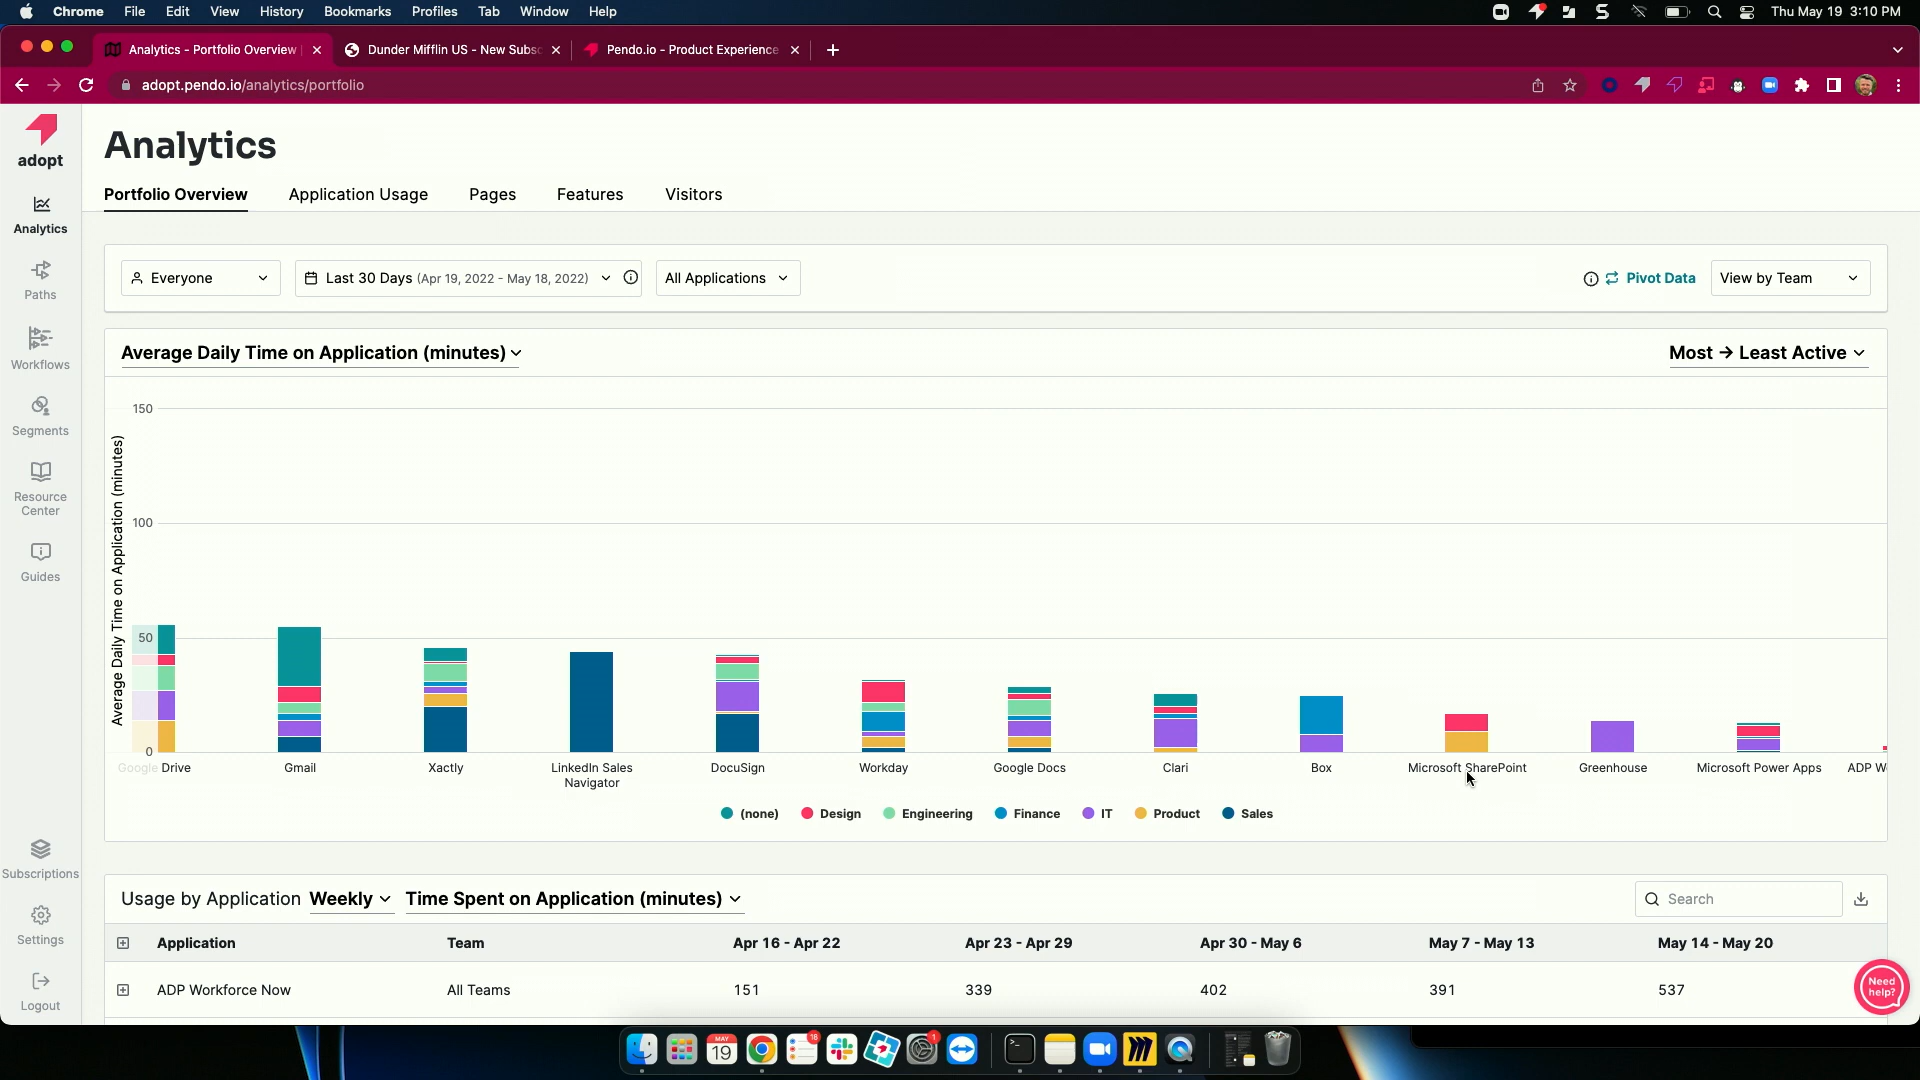 Chrome File Edit View History Bookmarks Profiles Tab Window Help
Thu May 19 3:10 PM
Analytics - Portfolio Overview
Dunder Mifflin US - New Subsc
Pendo.io - Product Experience
adopt.pendo.io/analytics/portfolio
adopt
Analytics
Paths
Workflows
Segments
Resource
Center
Guides
Subscriptions
Settings
Logout
Analytics
Portfolio Overview Application Usage Pages Features Visitors
Everyone
Last 30 Days (Apr 19, 2022 - May 18, 2022)
All Applications
Pivot Data
View by Team
Average Daily Time on Application (minutes)
Most → Least Active
Average Daily Time on Application (minutes)
150
100
50
0
Google Drive
Gmail
Xactly
LinkedIn Sales
Navigator
DocuSign
Workday
Google Docs
Clari
Box
Microsoft SharePoint
Greenhouse
Microsoft Power Apps
ADP W
(none) Design Engineering Finance IT Product Sales
Usage by Application Weekly Time Spent on Application (minutes)
Search
Application Team Apr 16 - Apr 22 Apr 23 - Apr 29 Apr 30 - May 6 May 7 - May 13 May 14 - May 20
ADP Workforce Now All Teams 151 339 402 391 537
Need
help?
MAY
19
18
1